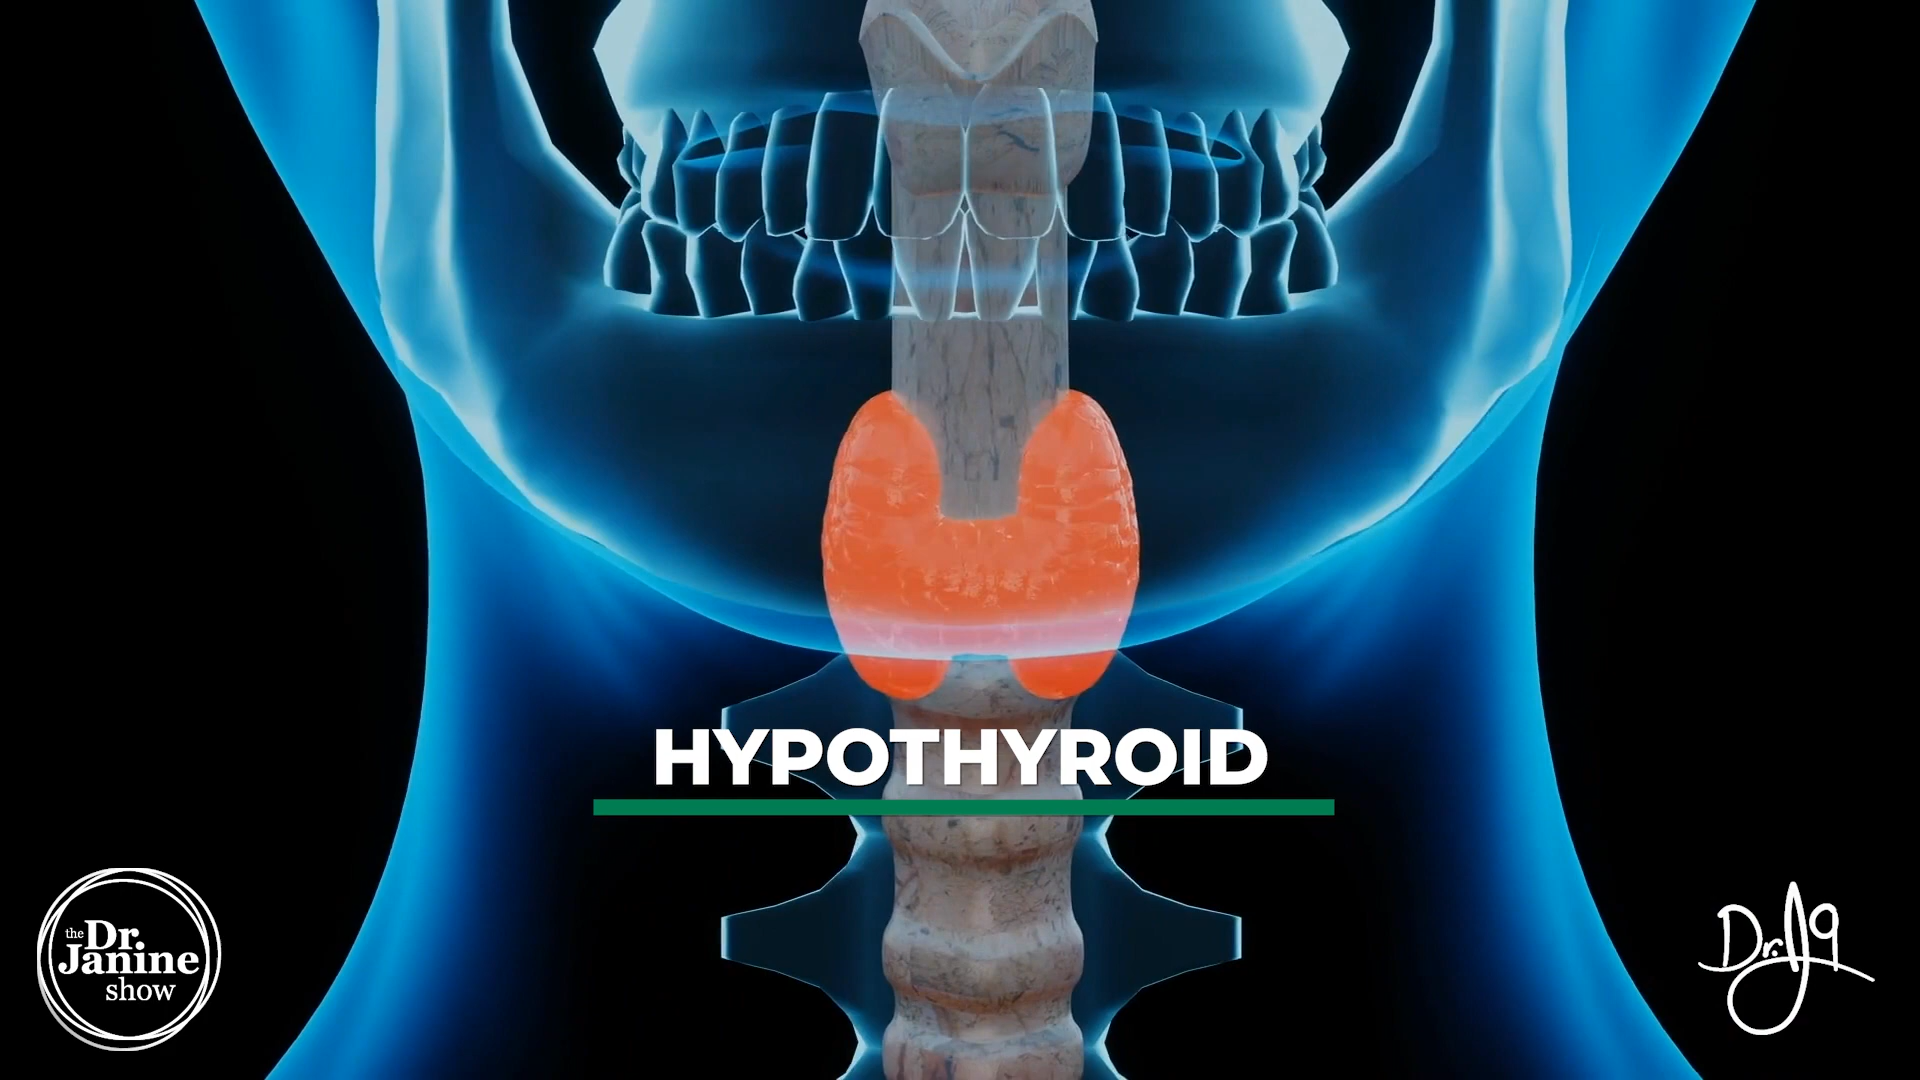 HYPOTHYROID
the Dr.
Janine
show
Dr. J9